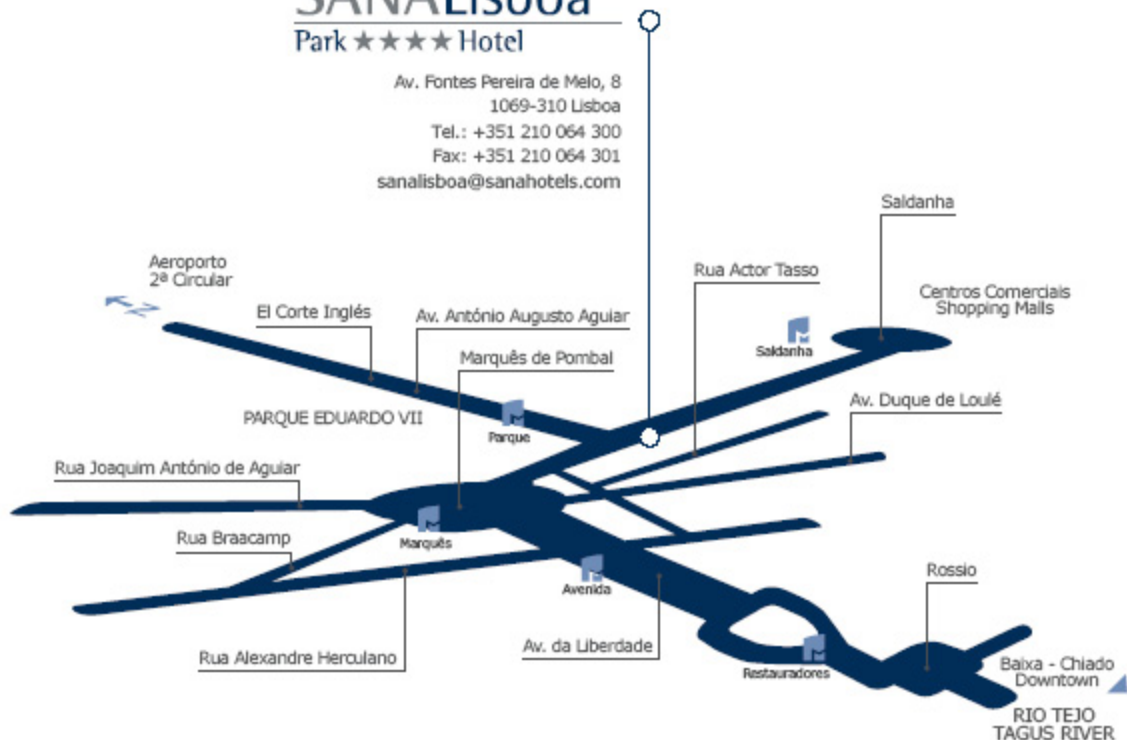 SANALisboa
Park ★★★★ Hotel
Av. Fontes Pereira de Melo, 8
1069-310 Lisboa
Tel.: +351 210 064 300
Fax: +351 210 064 301
sanalisboa@sanahotels.com
Saldanha
Aeroporto
2ª Circular
N
Rua Actor Tasso
Centros Comerciais
Shopping Malls
El Corte Inglés
Av. António Augusto Aguiar
Saldanha
Marquês de Pombal
Av. Duque de Loulé
PARQUE EDUARDO VII
Parque
Rua Joaquim António de Aguiar
Rua Braacamp
Marquês
Avenida
Rossio
Rua Alexandre Herculano
Av. da Liberdade
Restauradores
Baixa - Chiado
Downtown
RIO TEJO
TAGUS RIVER